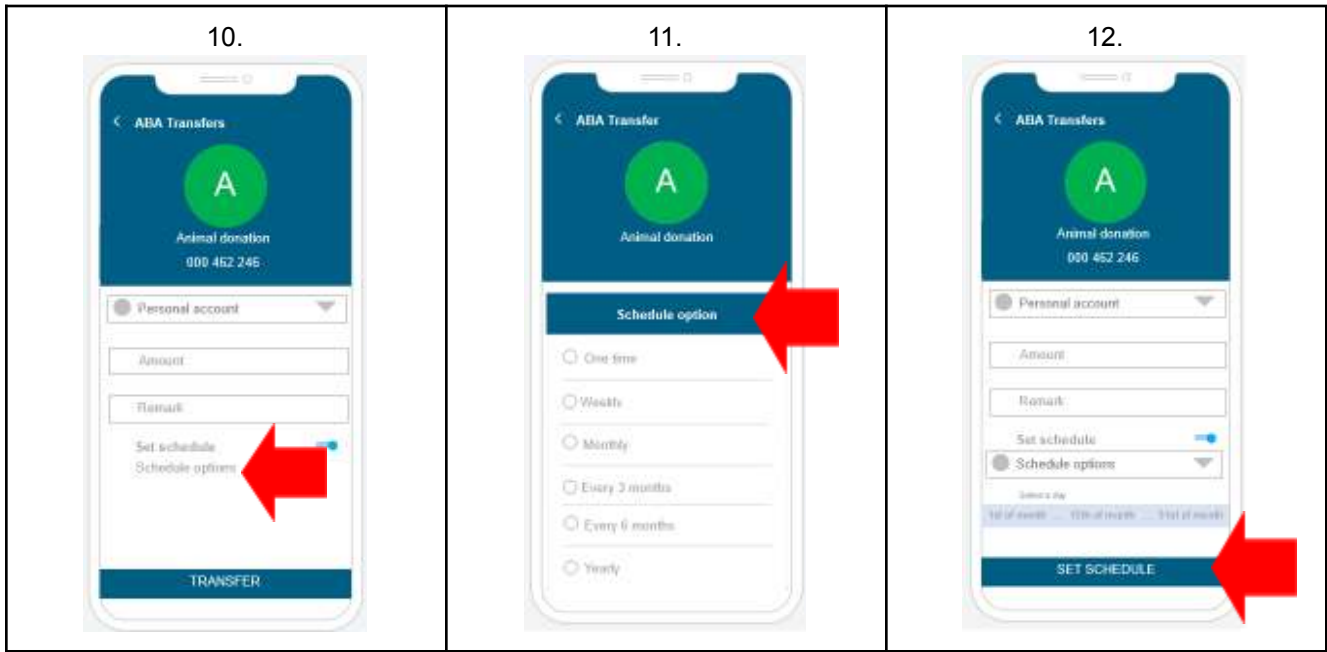 10.
ABA Transfers
A
Animal donation
000 462 246
Personal account
Amount
Remark
Set schedule
Schedule options
TRANSFER
11.
ABA Transfer
A
Animal donation
Schedule option
One time
Weekly
Monthly
Every 3 months
Every 6 months
Yearly
12.
ABA Transfers
A
Animal donation
000 462 246
Personal account
Amount
Remark
Set schedule
Schedule options
Select a day
1st of month ... 15th of month ... 31st of month
SET SCHEDULE